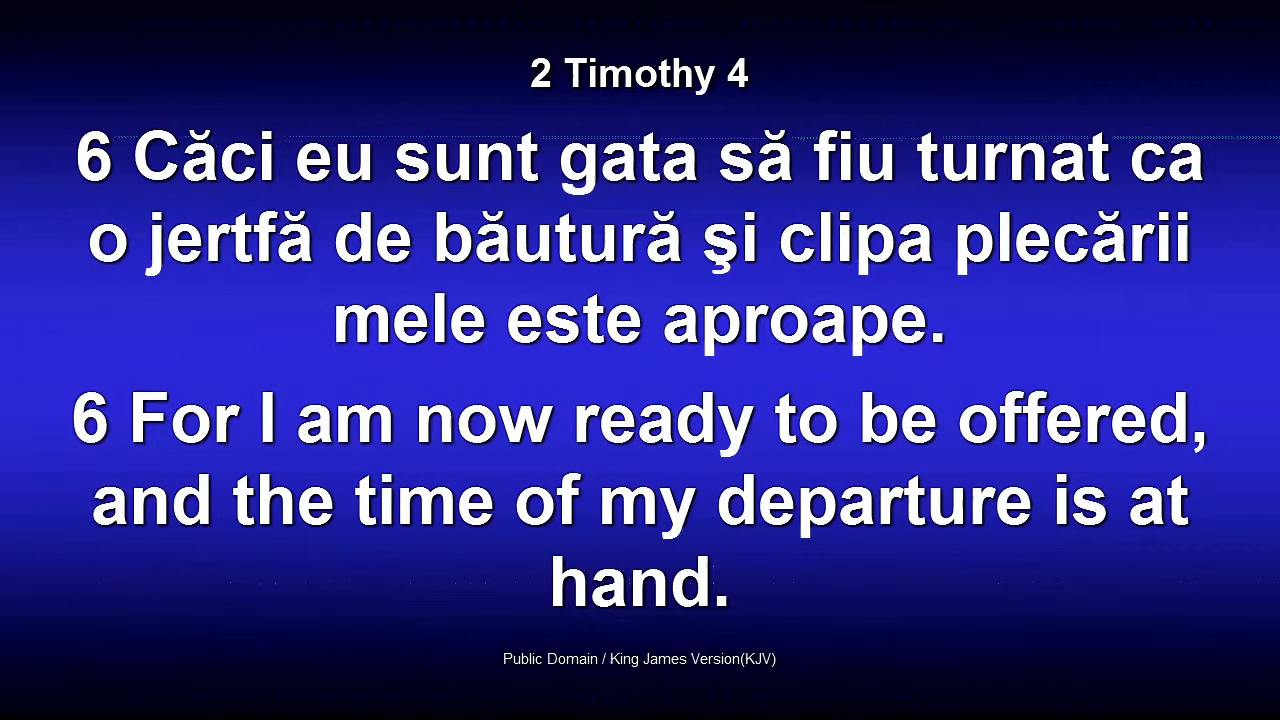 2 Timothy 4
6 Căci eu sunt gata să fiu turnat ca
o jertfă de băutură şi clipa plecării
mele este aproape.
6 For I am now ready to be offered,
and the time of my departure is at
hand.
Public Domain / King James Version(KJV)